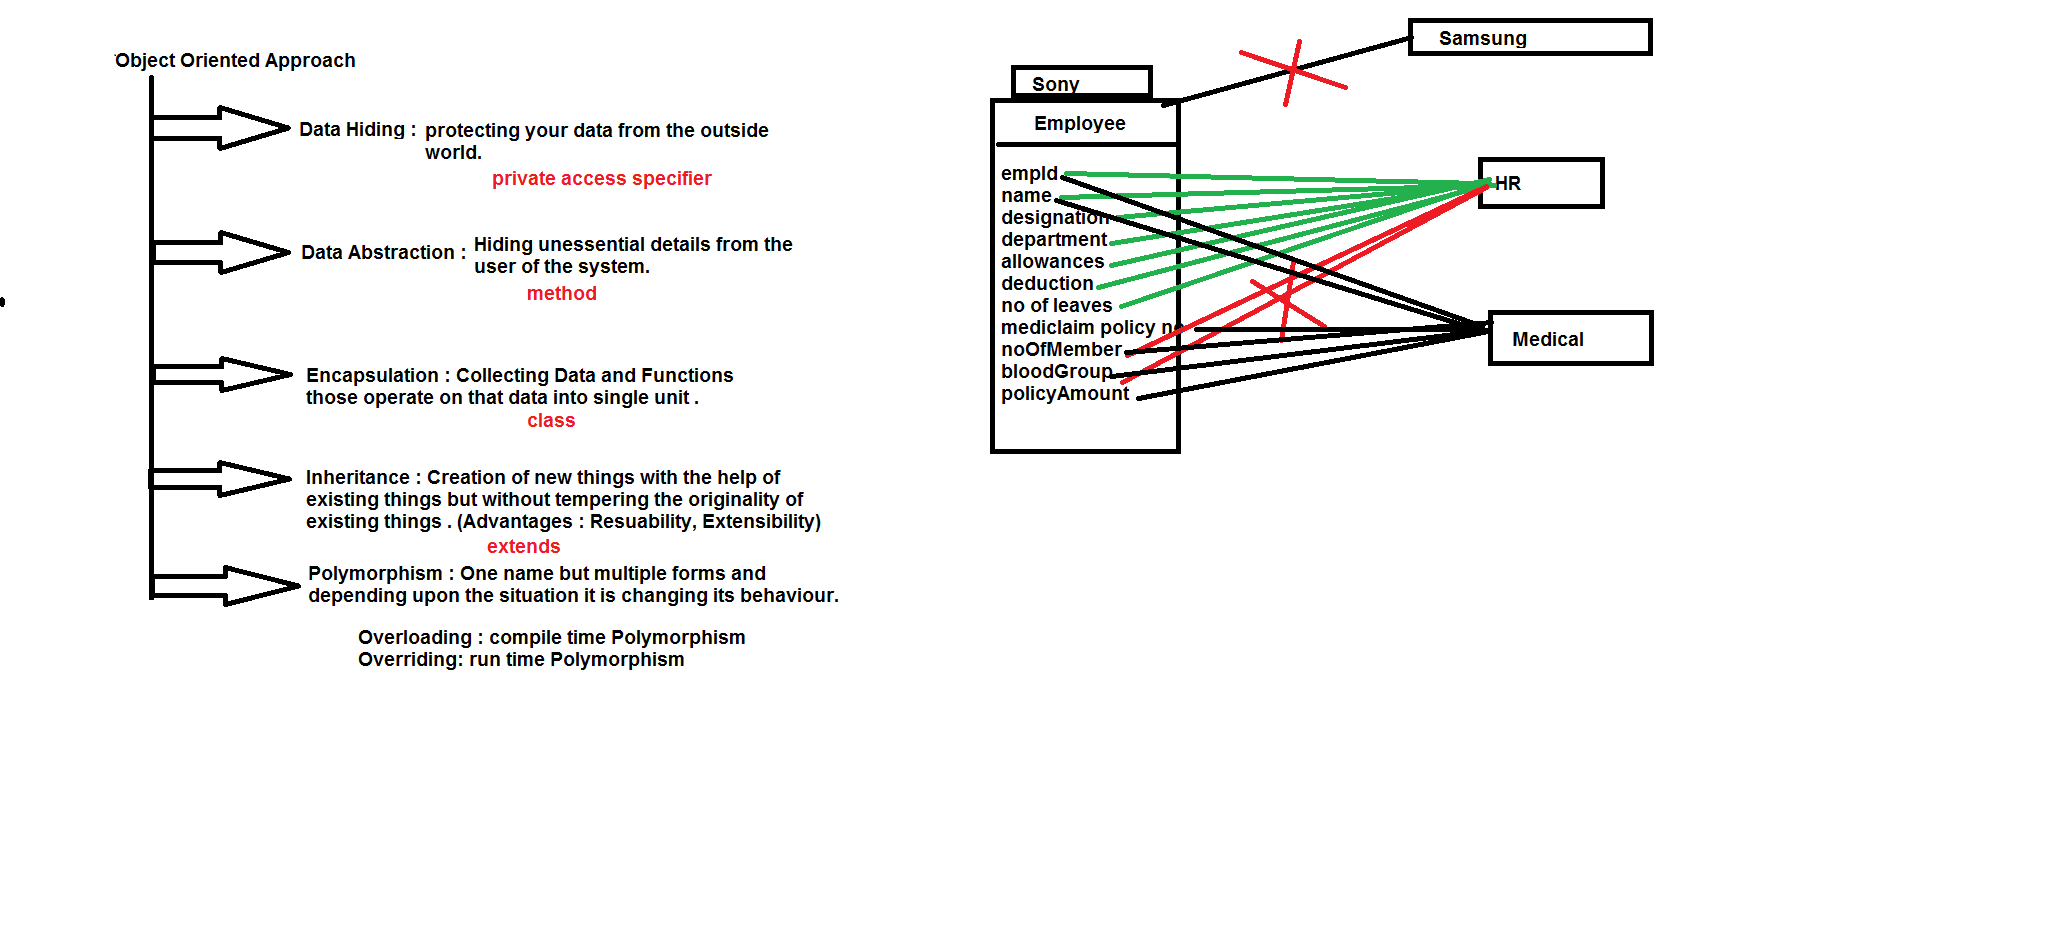 Object Oriented Approach
Data Hiding : protecting your data from the outside
world.
private access specifier
Data Abstraction : Hiding unessential details from the
user of the system.
method
Encapsulation : Collecting Data and Functions
those operate on that data into single unit .
class
Inheritance : Creation of new things with the help of
existing things but without tempering the originality of
existing things . (Advantages : Resuability, Extensibility)
extends
Polymorphism : One name but multiple forms and
depending upon the situation it is changing its behaviour.
Overloading : compile time Polymorphism
Overriding: run time Polymorphism
Samsung
Sony
Employee
empId
name
designation
department
allowances
deduction
no of leaves
mediclaim policy no
noOfMember
bloodGroup
policyAmount
HR
Medical